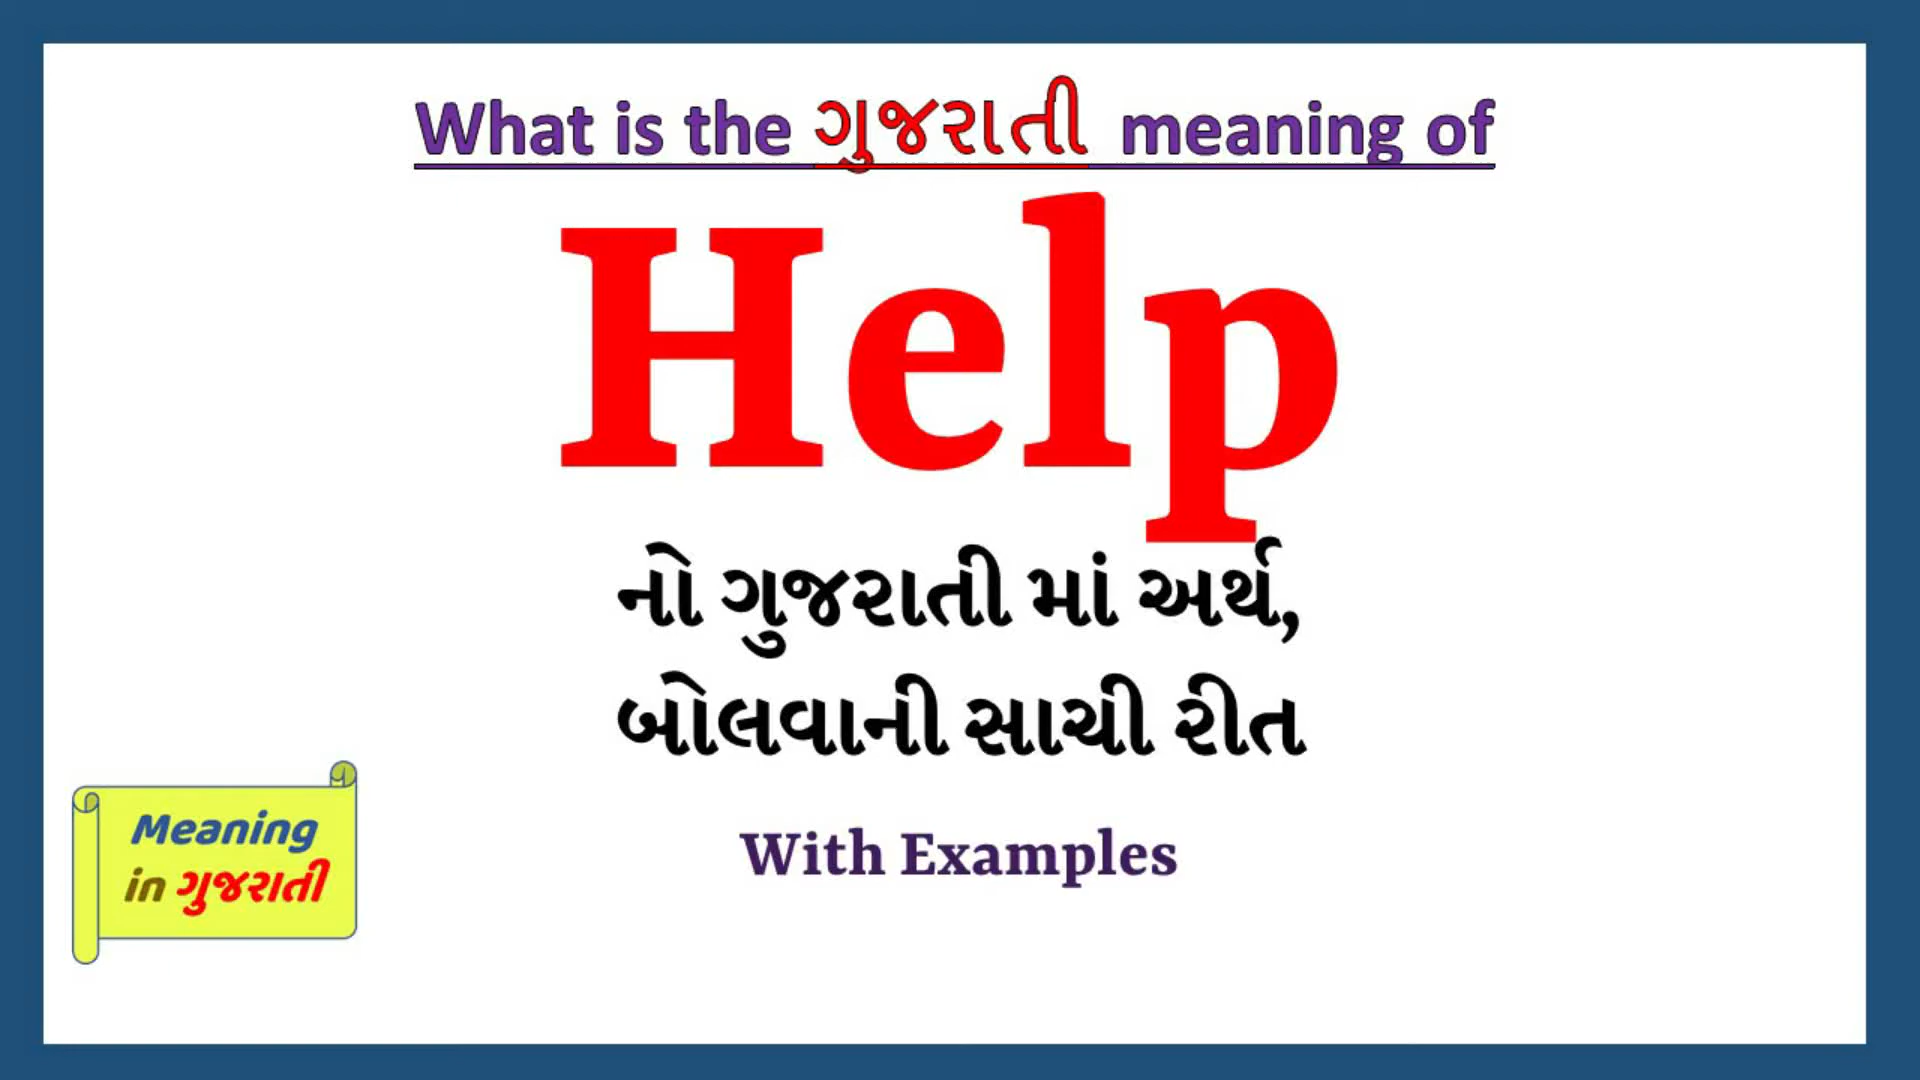 What is the ગુજરાતી meaning of
Help
નો ગુજરાતી માં અર્થ,
બોલવાની સાચી રીત
With Examples
Meaning
in ગુજરાતી